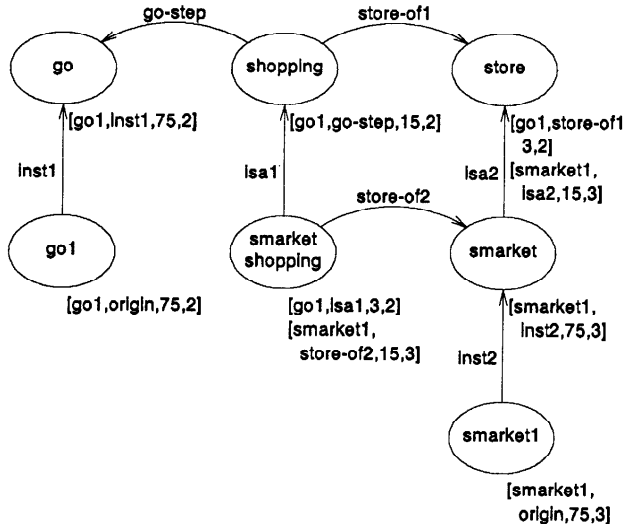 go-step
store-of1
go
shopping
store
[go1,inst1,75,2]
[go1,go-step,15,2]
[go1,store-of1
3,2]
[smarket1,
isa2,15,3]
inst1
isa1
isa2
store-of2
go1
smarket
shopping
smarket
[go1,origin,75,2]
[go1,isa1,3,2]
[smarket1,
store-of2,15,3]
[smarket1,
inst2,75,3]
inst2
smarket1
[smarket1,
origin,75,3]